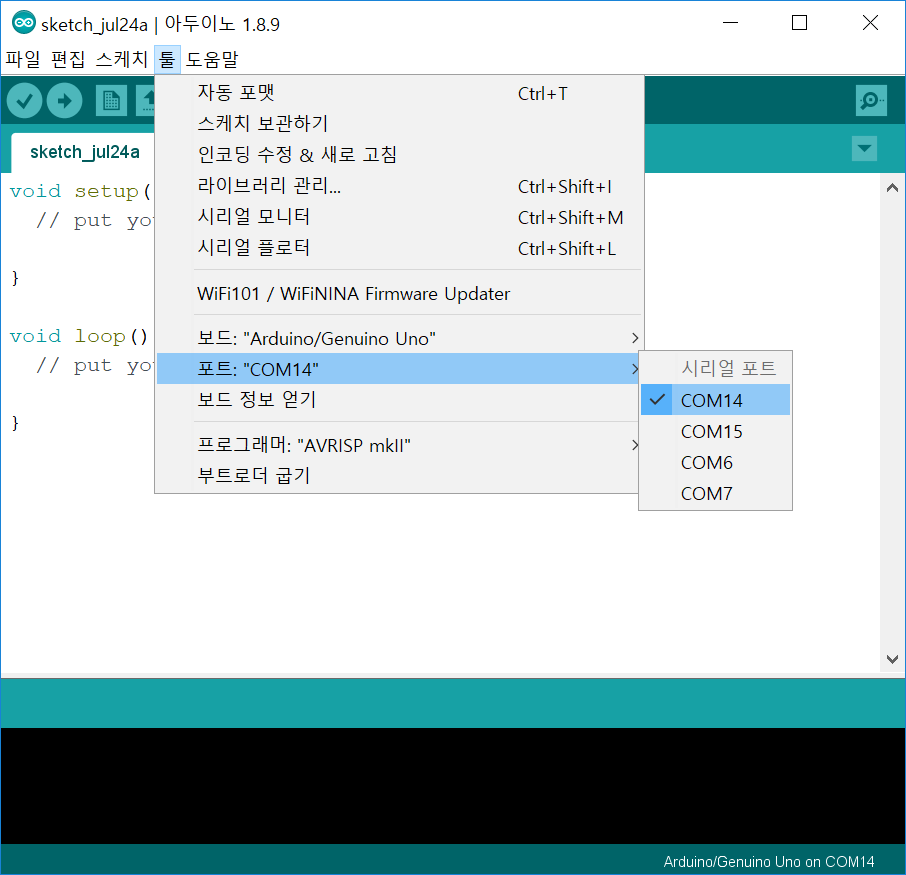 sketch_jul24a | 아두이노 1.8.9
파일 편집 스케치 툴 도움말
sketch_jul24a
void setup(
// put you
}
void loop()
// put you
}
자동 포맷 Ctrl+T
스케치 보관하기
인코딩 수정 & 새로 고침
라이브러리 관리... Ctrl+Shift+I
시리얼 모니터 Ctrl+Shift+M
시리얼 플로터 Ctrl+Shift+L
WiFi101 / WiFiNINA Firmware Updater
보드: "Arduino/Genuino Uno"
포트: "COM14"
보드 정보 얻기
프로그래머: "AVRISP mkII"
부트로더 굽기
시리얼 포트
COM14
COM15
COM6
COM7
Arduino/Genuino Uno on COM14